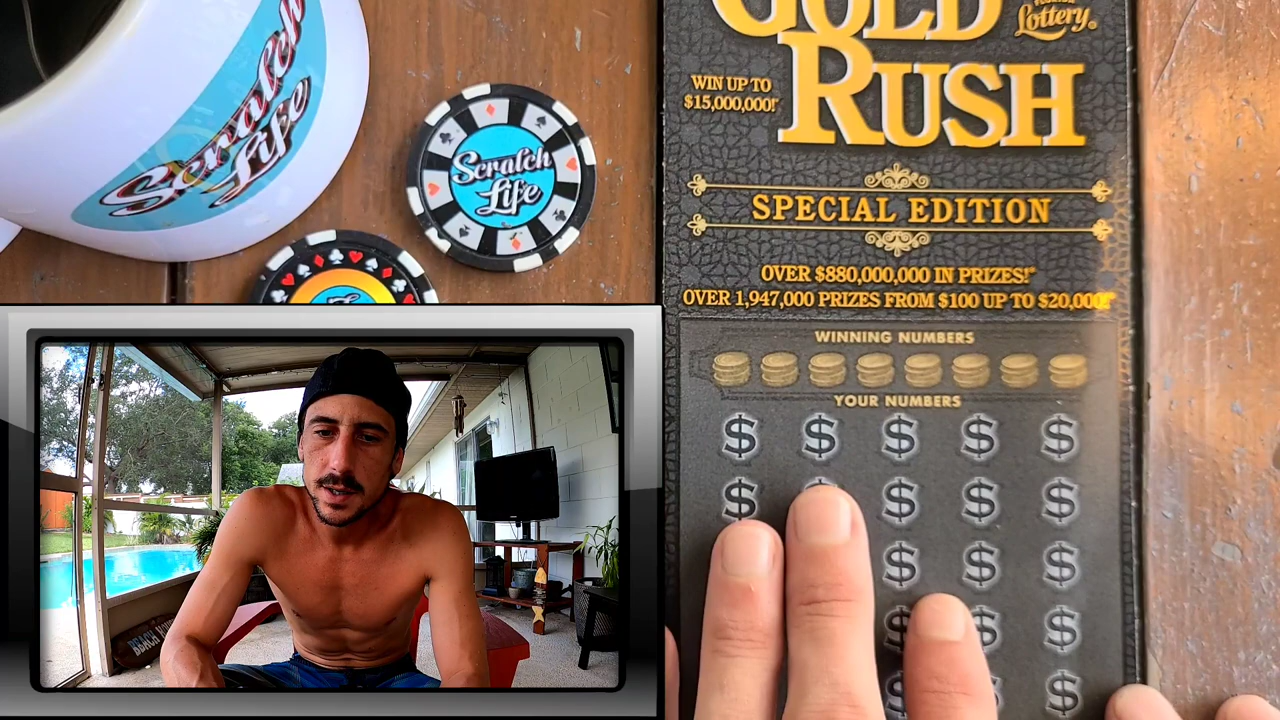 Scratch
Life
Scratch
Life
GOLD
RUSH
Lottery
WIN UP TO
$15,000,000!*
SPECIAL EDITION
OVER $880,000,000 IN PRIZES!*
OVER 1,947,000 PRIZES FROM $100 UP TO $20,000!*
WINNING NUMBERS
YOUR NUMBERS
$ $ $ $ $
$ $ $ $
$ $ $
$ $ $
$ $ $
BEACH